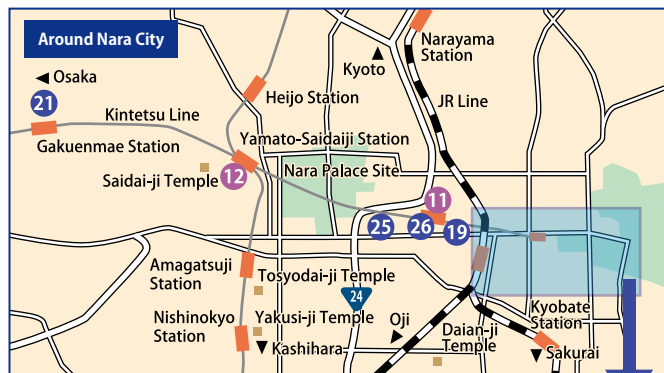 Around Nara City
Narayama
Station
Kyoto
Osaka
21
Heijo Station
JR Line
Kintetsu Line
Gakuenmae Station
Yamato-Saidaiji Station
Saidai-ji Temple
12
Nara Palace Site
11
25
26
19
Amagatsuji
Station
Tosyodai-ji Temple
24
Nishinokyo
Station
Yakusi-ji Temple
Kashihara
Oji
Daian-ji
Temple
Kyobate
Station
Sakurai